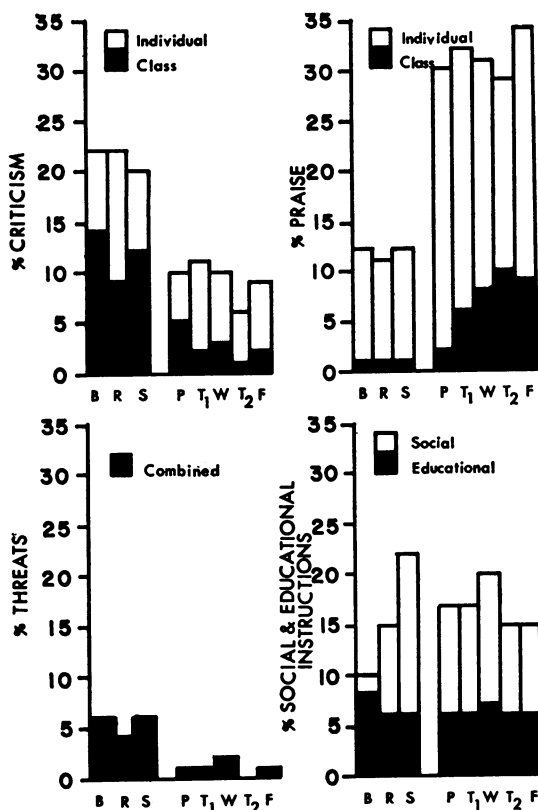 35
30
25
20
15
10
5
0
% CRITICISM
Individual
Class
B R S P T1 W T2 F
35
30
25
20
15
10
5
0
% PRAISE
Individual
Class
B R S P T1 W T2 F
35
30
25
20
15
10
5
0
% THREATS
Combined
B R S P T1 W T2 F
35
30
25
20
15
10
5
0
% SOCIAL & EDUCATIONAL
INSTRUCTIONS
Social
Educational
B R S P T1 W T2 F